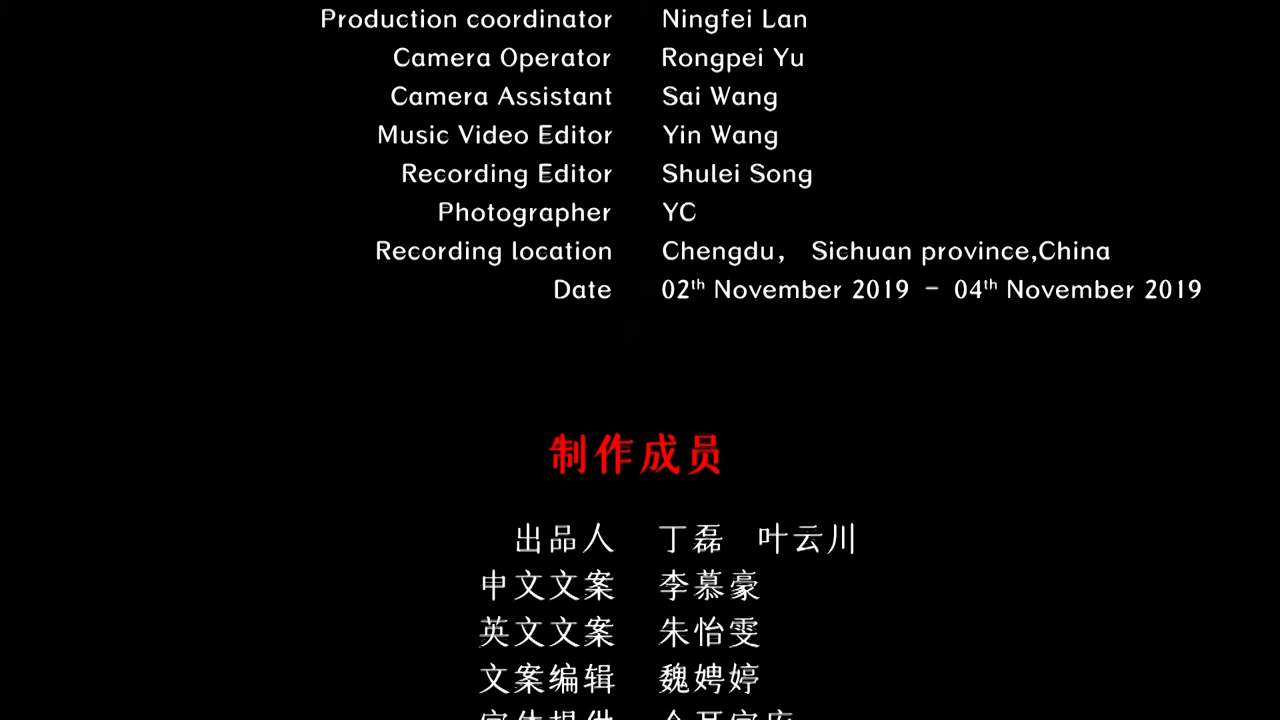 Production coordinator Ningfei Lan
Camera Operator Rongpei Yu
Camera Assistant Sai Wang
Music Video Editor Yin Wang
Recording Editor Shulei Song
Photographer YC
Recording location Chengdu， Sichuan province,China
Date 02th November 2019 – 04th November 2019
制作成员
出品人 丁磊 叶云川
中文文案 李慕豪
英文文案 朱怡雯
文案编辑 魏娉婷